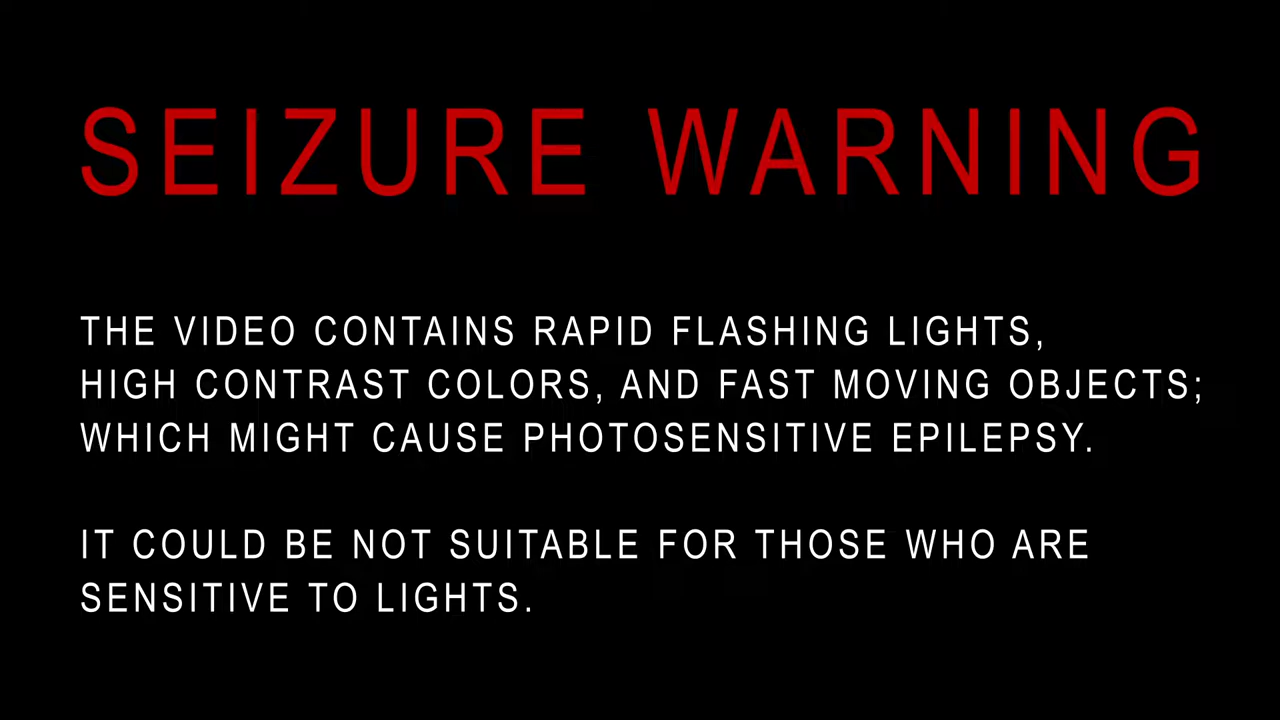 SEIZURE WARNING
THE VIDEO CONTAINS RAPID FLASHING LIGHTS,
HIGH CONTRAST COLORS, AND FAST MOVING OBJECTS;
WHICH MIGHT CAUSE PHOTOSENSITIVE EPILEPSY.
IT COULD BE NOT SUITABLE FOR THOSE WHO ARE
SENSITIVE TO LIGHTS.